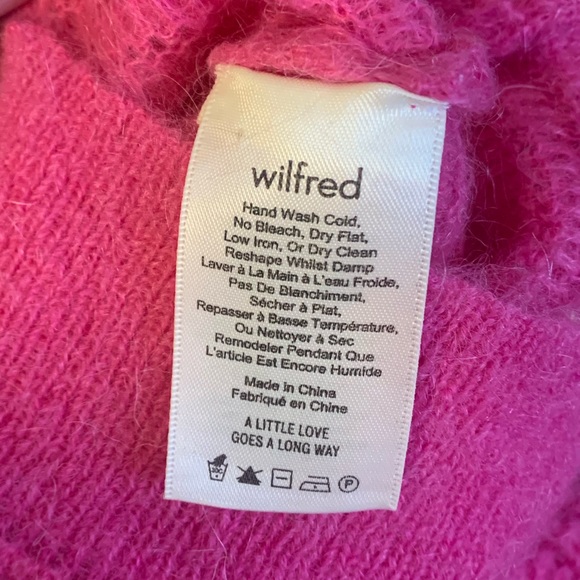 wilfred
Hand Wash Cold,
No Bleach, Dry Flat,
Low Iron, Or Dry Clean
Reshape Whilst Damp
Laver à La Main à L'eau Froide,
Pas De Blanchiment,
Sécher à Plat,
Repasser à Basse Température,
Ou Nettoyer à Sec
Remodeler Pendant Que
L'article Est Encore Humide
Made in China
Fabriqué en Chine
A LITTLE LOVE
GOES A LONG WAY
P